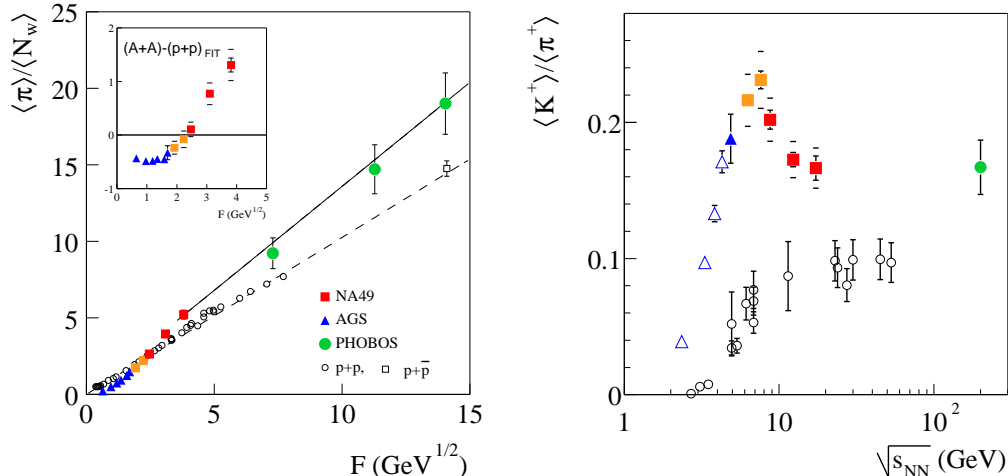 ⟨π⟩/⟨N_w⟩
25
20
15
10
5
0
2
1
0
-1
(A+A)-(p+p)_FIT
0 1 2 3 4 5
F (GeV^1/2)
NA49
AGS
PHOBOS
p+p, p+p̅
0 5 10 15
F (GeV^1/2)
⟨K^+⟩/⟨π^+⟩
0.2
0.1
0
1 10 10^2
√s_NN (GeV)